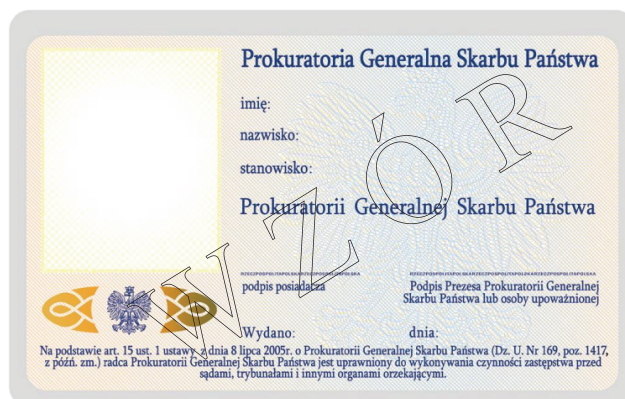 Prokuratoria Generalna Skarbu Państwa
imię:
nazwisko:
stanowisko:
Prokuratorii Generalnej Skarbu Państwa
RZECZPOSPOLITAPOLSKARZECZPOSPOLITAPOLSKA RZECZPOSPOLITAPOLSKARZECZPOSPOLITAPOLSKA
podpis posiadacza
Podpis Prezesa Prokuratorii Generalnej
Skarbu Państwa lub osoby upoważnionej
Wydano: dnia:
Na podstawie art. 15 ust. 1 ustawy z dnia 8 lipca 2005r. o Prokuratorii Generalnej Skarbu Państwa (Dz. U. Nr 169, poz. 1417,
z późń. zm.) radca Prokuratorii Generalnej Skarbu Państwa jest uprawniony do wykonywania czynności zastępstwa przed
sądami, trybunałami i innymi organami orzekającymi.
WZÓR